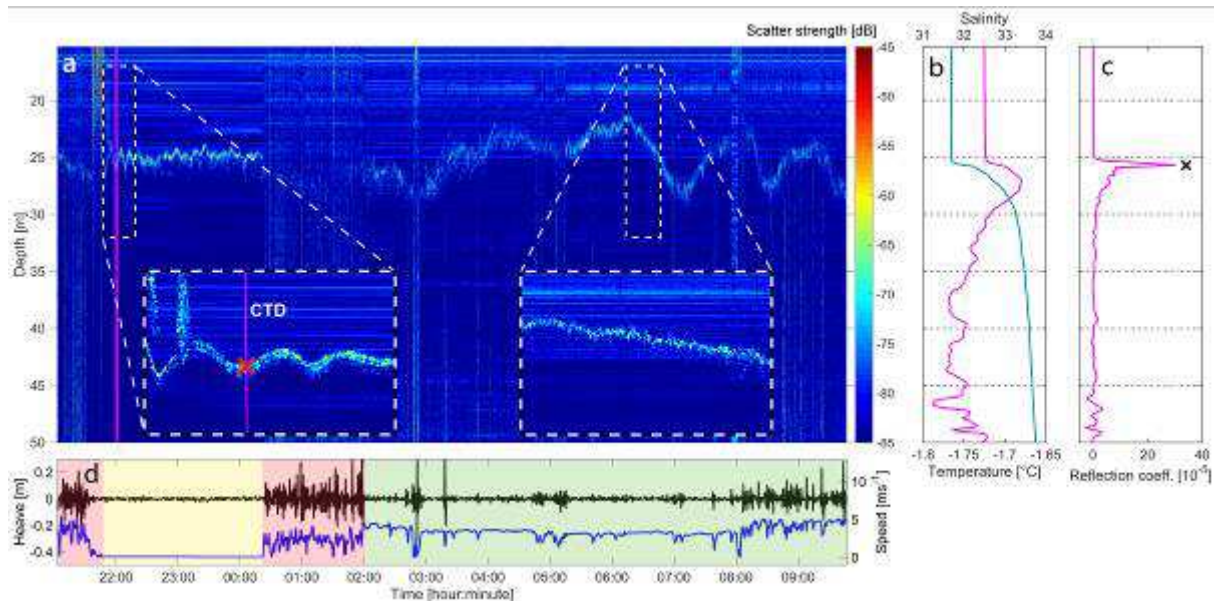 Scatter strength [dB]
Salinity
31 32 33 34
a
b
c
-45
-50
-55
-60
-65
-70
-75
-80
-85
20
25
30
35
40
45
50
Depth [m]
CTD
×
-1.8 -1.75 -1.7 -1.65
Temperature [°C]
0 20 40
Reflection coeff. [10⁻⁵]
d
0.2
0
-0.2
-0.4
Heave [m]
10
5
0
Speed [ms⁻¹]
22:00 23:00 00:00 01:00 02:00 03:00 04:00 05:00 06:00 07:00 08:00 09:00
Time [hour:minute]